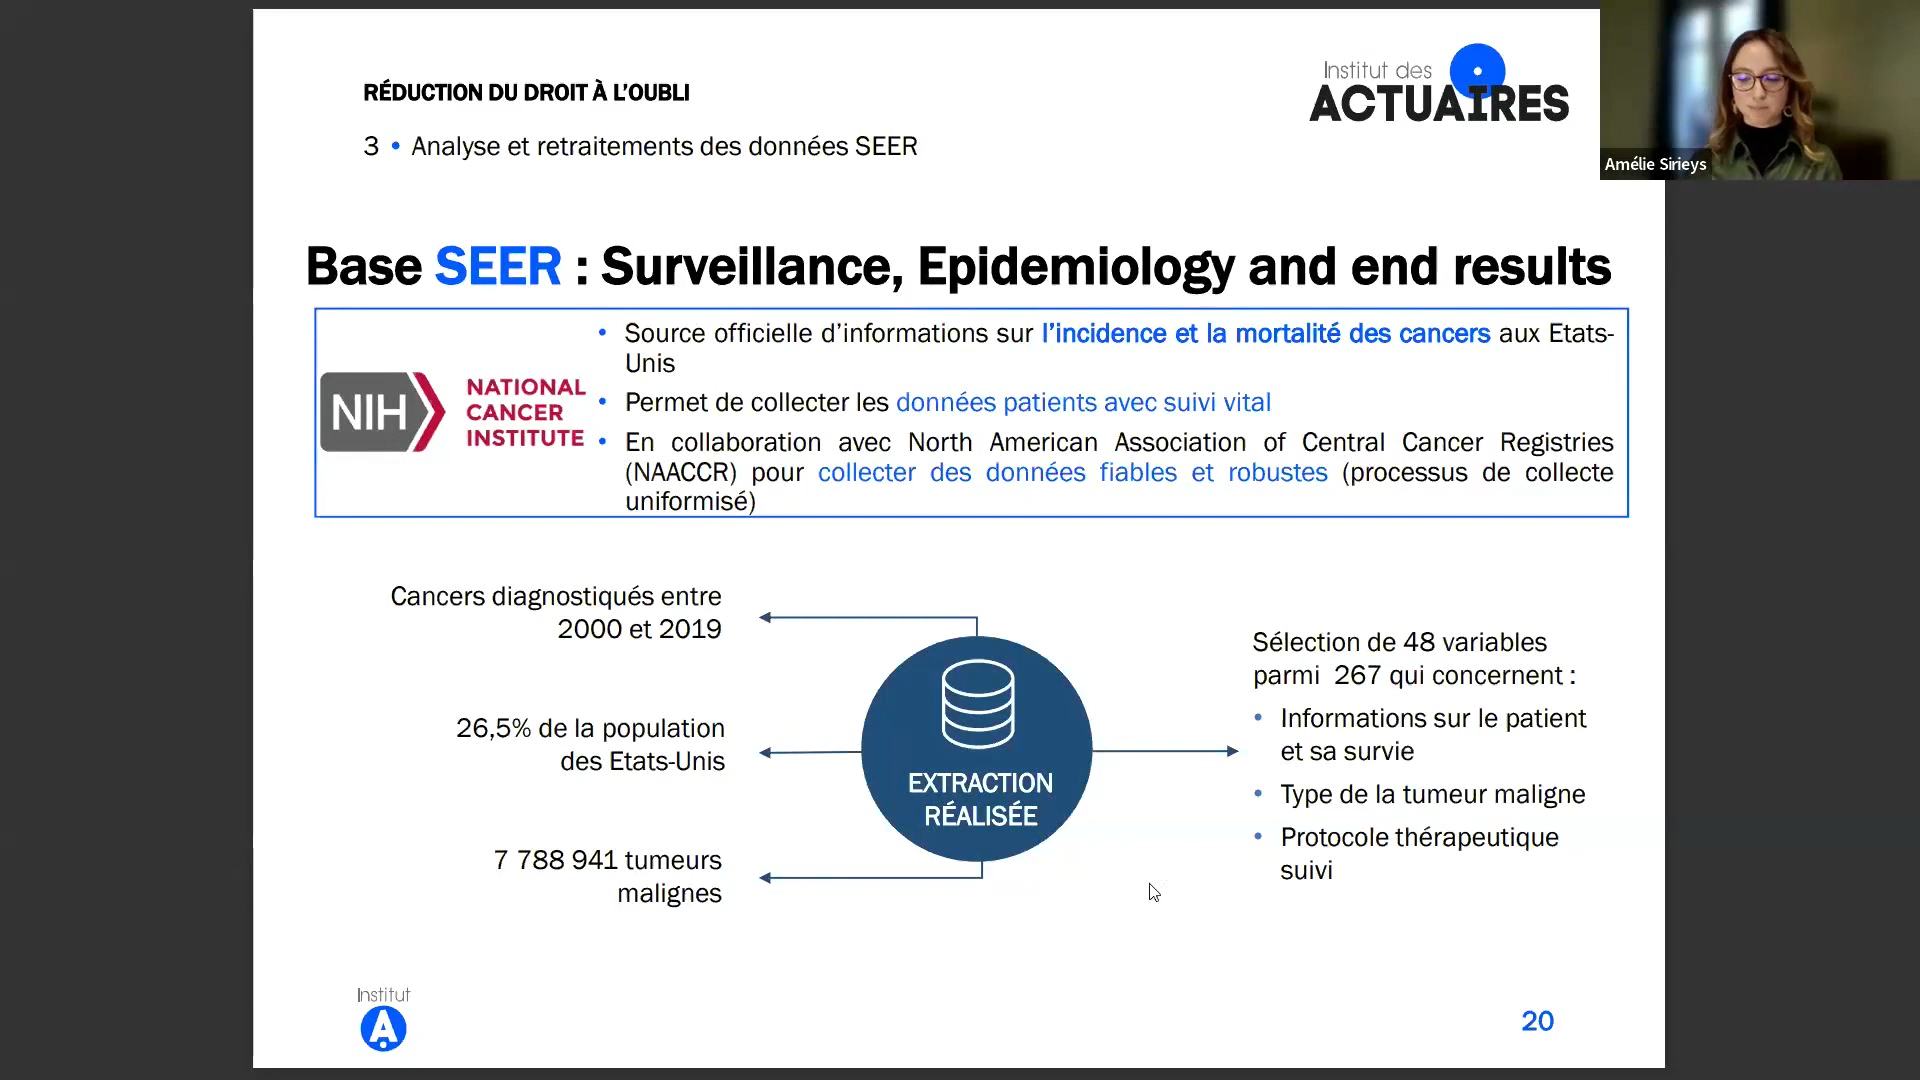 RÉDUCTION DU DROIT À L'OUBLI
3 • Analyse et retraitements des données SEER
Institut des
ACTUAIRES
Amélie Sirieys
Base SEER : Surveillance, Epidemiology and end results
NIH
NATIONAL
CANCER
INSTITUTE
• Source officielle d'informations sur l'incidence et la mortalité des cancers aux Etats-
Unis
• Permet de collecter les données patients avec suivi vital
• En collaboration avec North American Association of Central Cancer Registries
(NAACCR) pour collecter des données fiables et robustes (processus de collecte
uniformisé)
Cancers diagnostiqués entre
2000 et 2019
26,5% de la population
des Etats-Unis
7 788 941 tumeurs
malignes
EXTRACTION
RÉALISÉE
Sélection de 48 variables
parmi 267 qui concernent :
• Informations sur le patient
et sa survie
• Type de la tumeur maligne
• Protocole thérapeutique
suivi
Institut
A
20